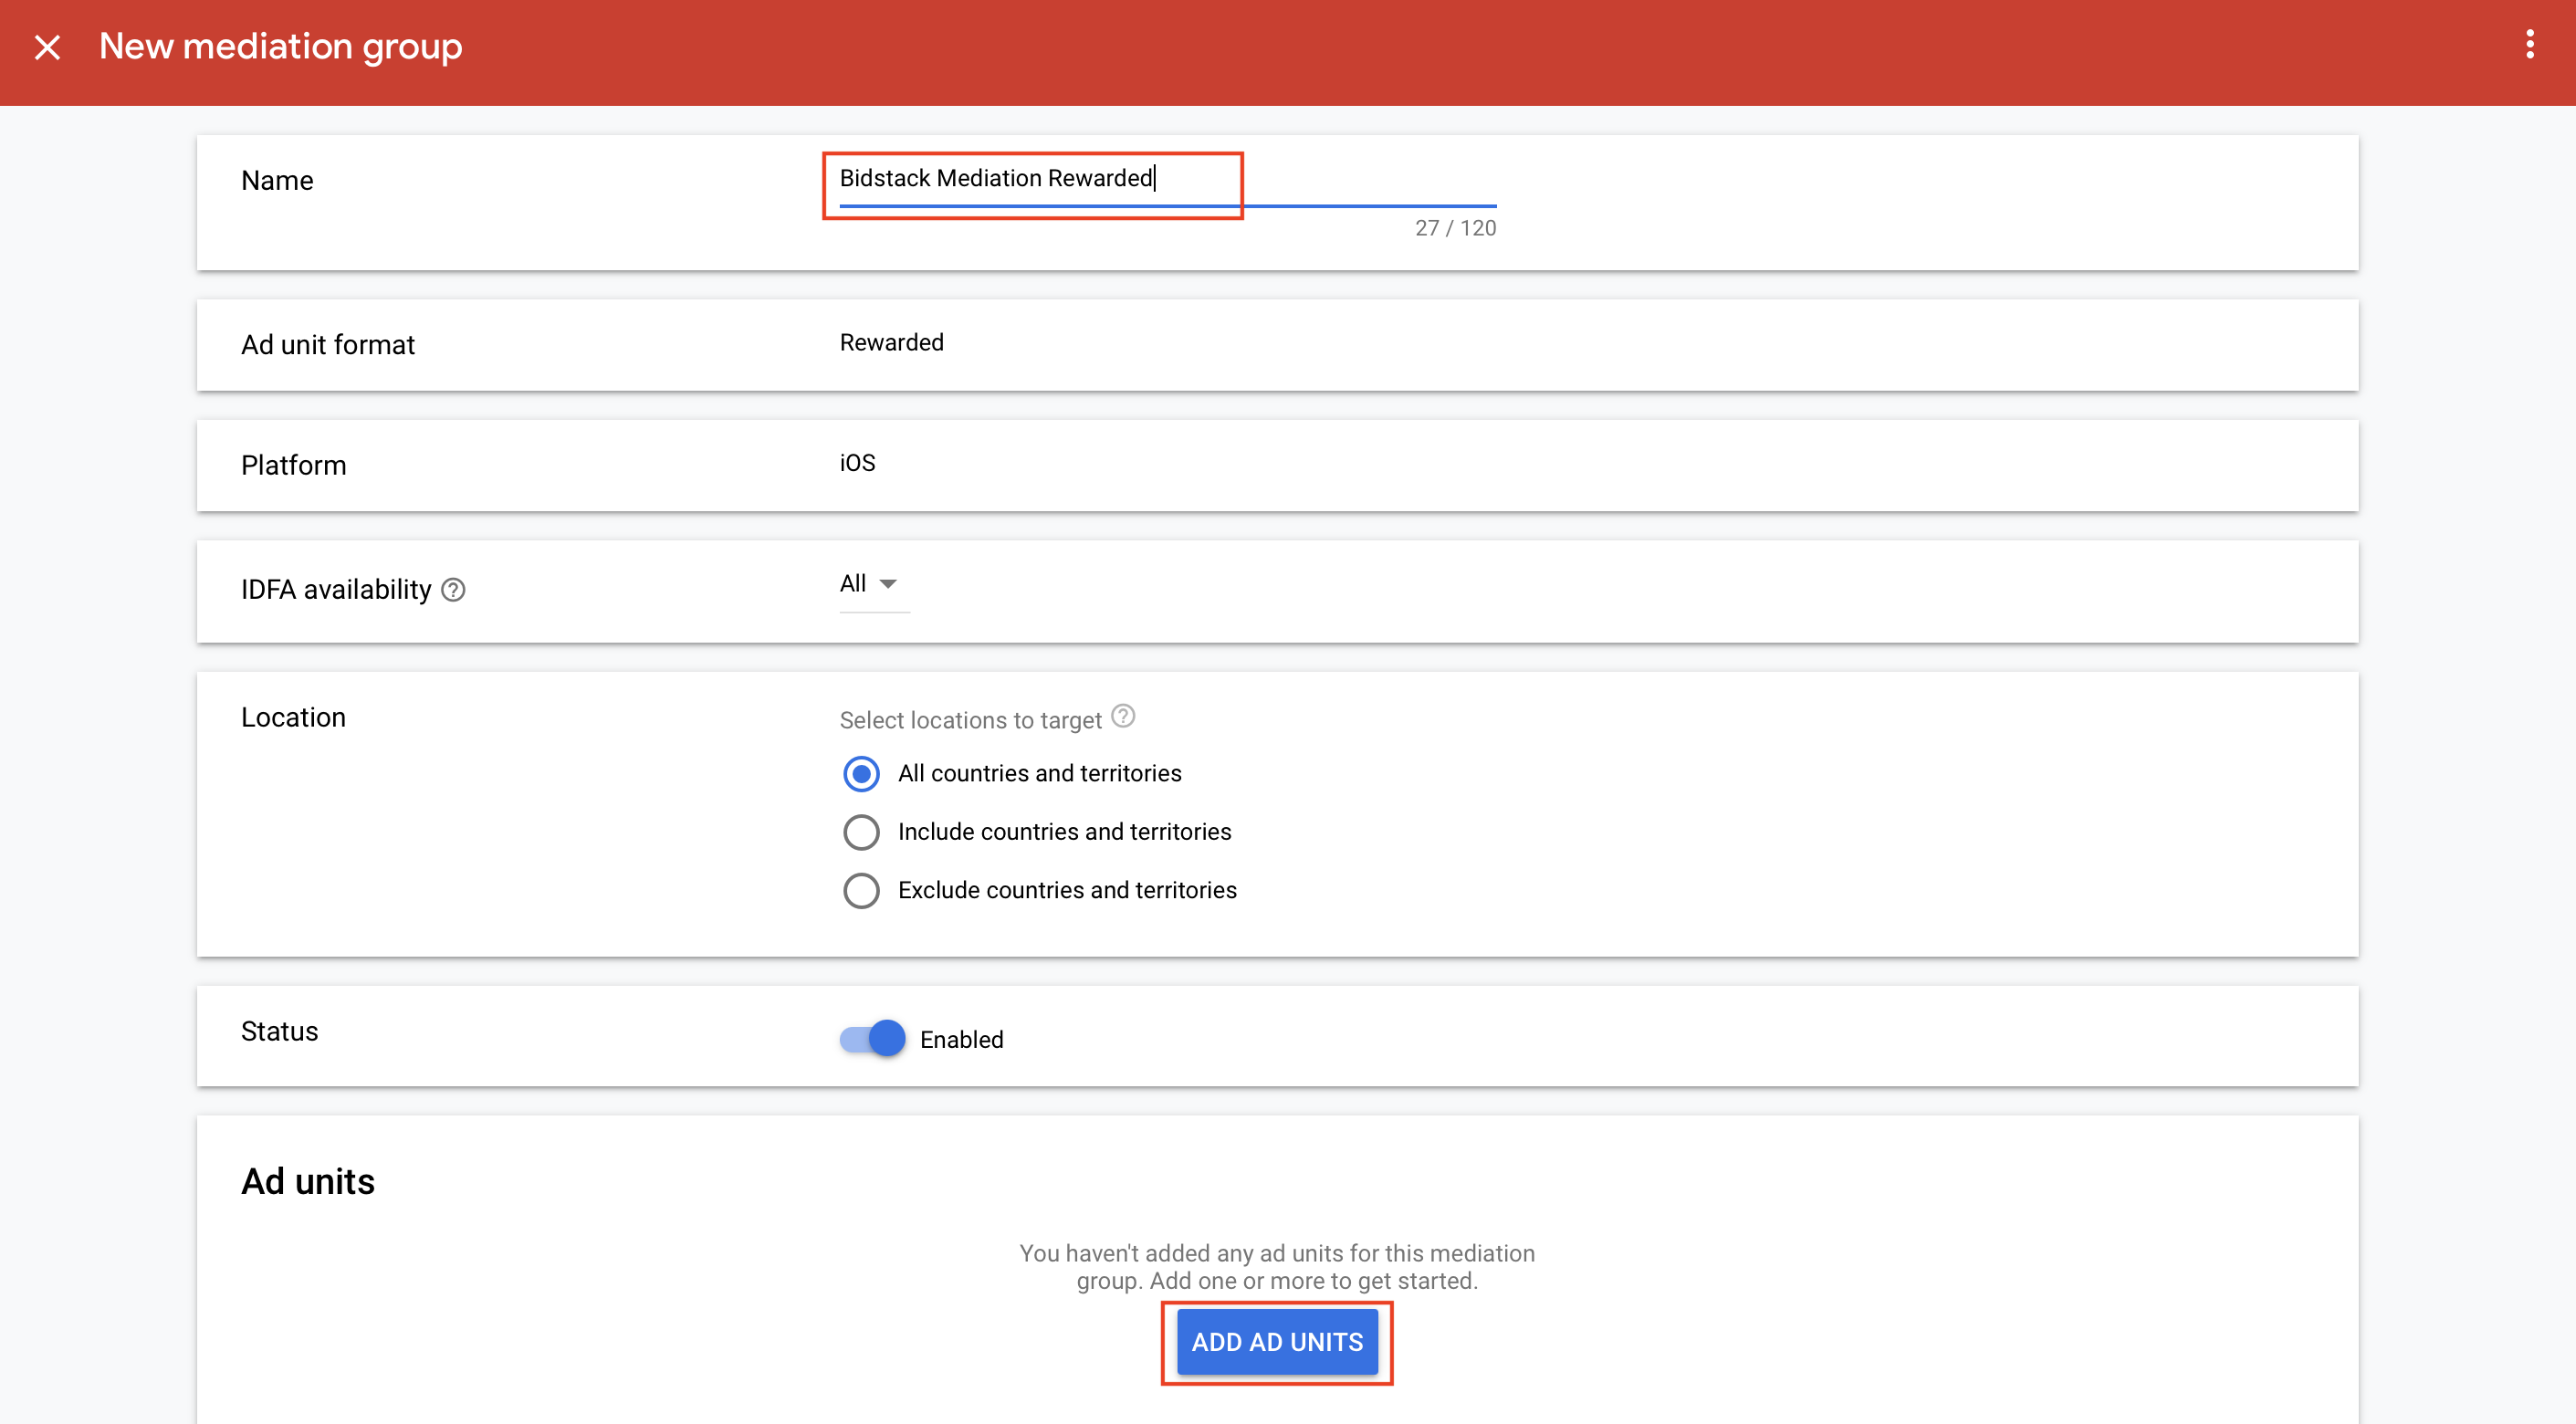 New mediation group
Name
Bidstack Mediation Rewarded
27 / 120
Ad unit format
Rewarded
Platform
iOS
IDFA availability
All
Location
Select locations to target
All countries and territories
Include countries and territories
Exclude countries and territories
Status
Enabled
Ad units
You haven't added any ad units for this mediation
group. Add one or more to get started.
ADD AD UNITS